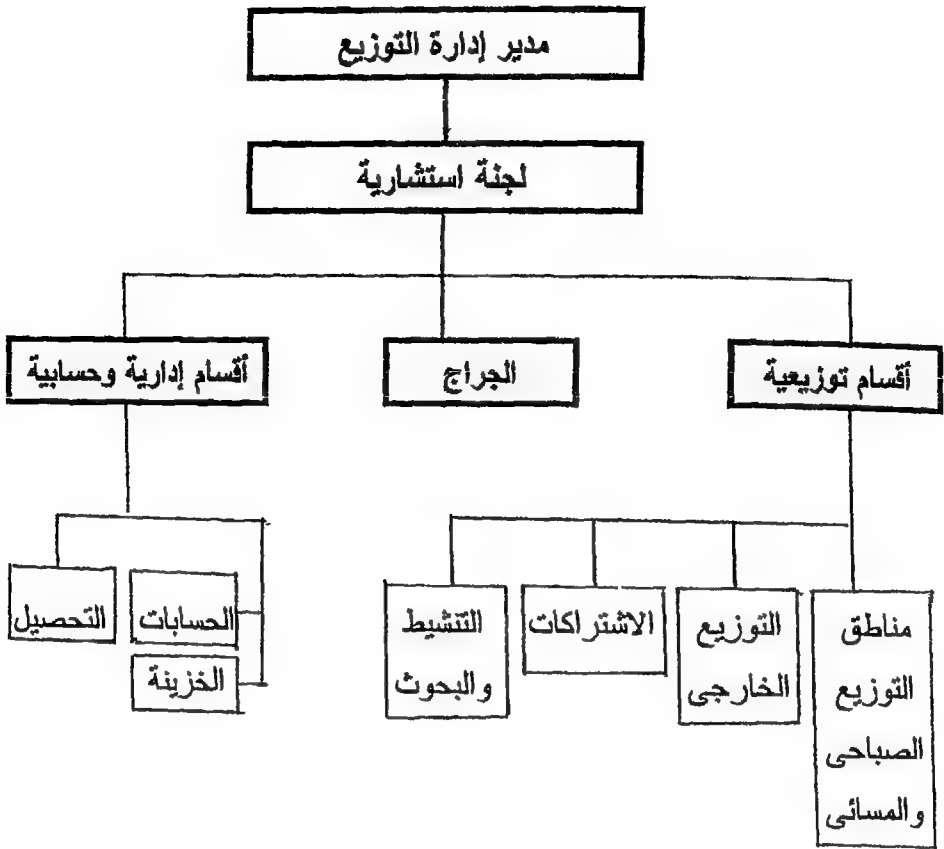 مدير إدارة التوزيع
لجنة استشارية
أقسام توزيعية
الجراج
أقسام إدارية وحسابية
مناطق
التوزيع
الصباحى
والمسائى
التوزيع
الخارجى
الاشتراكات
التنشيط
والبحوث
الحسابات
الخزينة
التحصيل